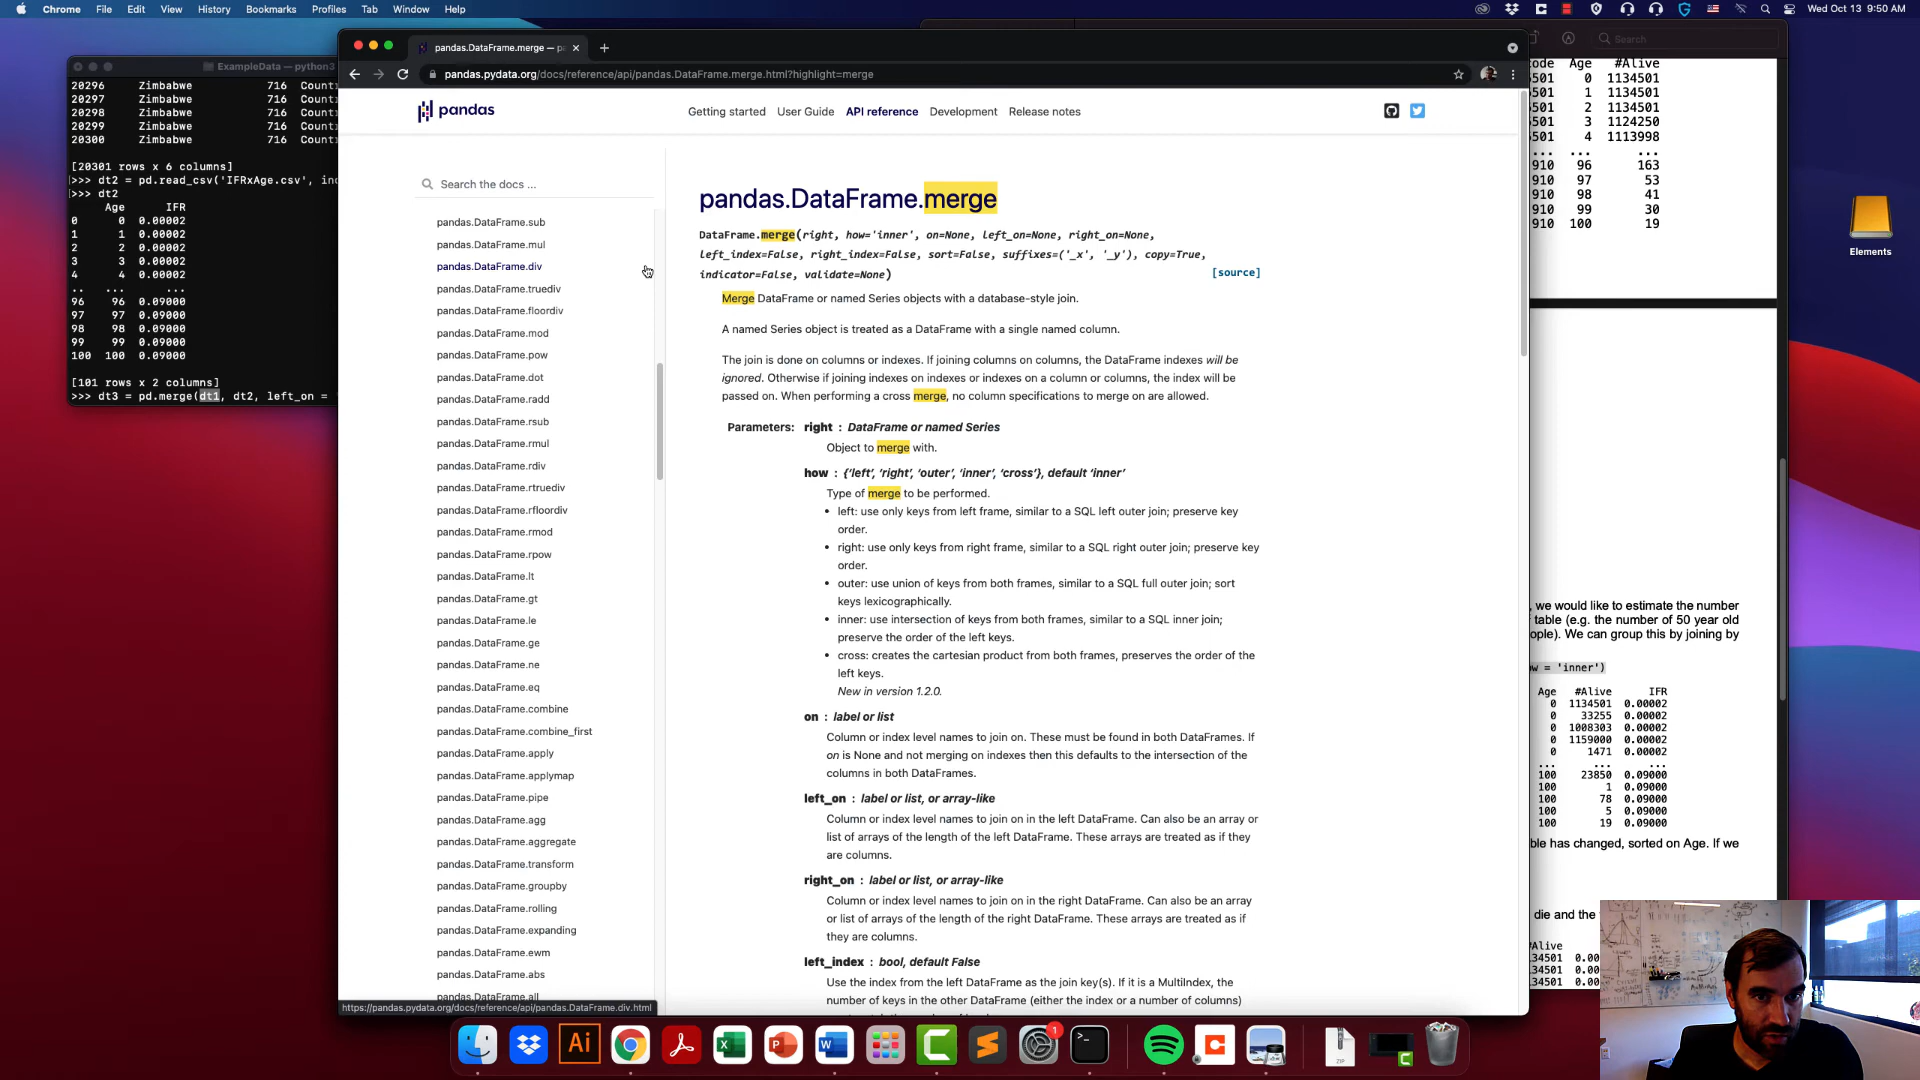 Chrome File Edit View History Bookmarks Profiles Tab Window Help
Wed Oct 13 9:50 AM
ExampleData — python3
20296 Zimbabwe 716 Count
20297 Zimbabwe 716 Count
20298 Zimbabwe 716 Count
20299 Zimbabwe 716 Count
20300 Zimbabwe 716 Count
[20301 rows x 6 columns]
>>> dt2 = pd.read_csv('IFRxAge.csv', in
>>> dt2
Age IFR
0 0 0.00002
1 1 0.00002
2 2 0.00002
3 3 0.00002
4 4 0.00002
.. ... ...
96 96 0.09000
97 97 0.09000
98 98 0.09000
99 99 0.09000
100 100 0.09000
[101 rows x 2 columns]
>>> dt3 = pd.merge(dt1, dt2, left_on =
pandas.DataFrame.merge — p
pandas.pydata.org/docs/reference/api/pandas.DataFrame.merge.html?highlight=merge
pandas
Getting started User Guide API reference Development Release notes
Search the docs ...
pandas.DataFrame.sub
pandas.DataFrame.mul
pandas.DataFrame.div
pandas.DataFrame.truediv
pandas.DataFrame.floordiv
pandas.DataFrame.mod
pandas.DataFrame.pow
pandas.DataFrame.dot
pandas.DataFrame.radd
pandas.DataFrame.rsub
pandas.DataFrame.rmul
pandas.DataFrame.rdiv
pandas.DataFrame.rtruediv
pandas.DataFrame.rfloordiv
pandas.DataFrame.rmod
pandas.DataFrame.rpow
pandas.DataFrame.lt
pandas.DataFrame.gt
pandas.DataFrame.le
pandas.DataFrame.ge
pandas.DataFrame.ne
pandas.DataFrame.eq
pandas.DataFrame.combine
pandas.DataFrame.combine_first
pandas.DataFrame.apply
pandas.DataFrame.applymap
pandas.DataFrame.pipe
pandas.DataFrame.agg
pandas.DataFrame.aggregate
pandas.DataFrame.transform
pandas.DataFrame.groupby
pandas.DataFrame.rolling
pandas.DataFrame.expanding
pandas.DataFrame.ewm
pandas.DataFrame.abs
pandas.DataFrame.all
https://pandas.pydata.org/docs/reference/api/pandas.DataFrame.div.html
pandas.DataFrame.merge
DataFrame.merge(right, how='inner', on=None, left_on=None, right_on=None,
left_index=False, right_index=False, sort=False, suffixes=('_x', '_y'), copy=True,
indicator=False, validate=None) [source]
Merge DataFrame or named Series objects with a database-style join.
A named Series object is treated as a DataFrame with a single named column.
The join is done on columns or indexes. If joining columns on columns, the DataFrame indexes will be
ignored. Otherwise if joining indexes on indexes or indexes on a column or columns, the index will be
passed on. When performing a cross merge, no column specifications to merge on are allowed.
Parameters: right : DataFrame or named Series
Object to merge with.
how : {‘left’, ‘right’, ‘outer’, ‘inner’, ‘cross’}, default ‘inner’
Type of merge to be performed.
• left: use only keys from left frame, similar to a SQL left outer join; preserve key
order.
• right: use only keys from right frame, similar to a SQL right outer join; preserve key
order.
• outer: use union of keys from both frames, similar to a SQL full outer join; sort
keys lexicographically.
• inner: use intersection of keys from both frames, similar to a SQL inner join;
preserve the order of the left keys.
• cross: creates the cartesian product from both frames, preserves the order of the
left keys.
New in version 1.2.0.
on : label or list
Column or index level names to join on. These must be found in both DataFrames. If
on is None and not merging on indexes then this defaults to the intersection of the
columns in both DataFrames.
left_on : label or list, or array-like
Column or index level names to join on in the left DataFrame. Can also be an array or
list of arrays of the length of the left DataFrame. These arrays are treated as if they
are columns.
right_on : label or list, or array-like
Column or index level names to join on in the right DataFrame. Can also be an array
or list of arrays of the length of the right DataFrame. These arrays are treated as if
they are columns.
left_index : bool, default False
Use the index from the left DataFrame as the join key(s). If it is a MultiIndex, the
number of keys in the other DataFrame (either the index or a number of columns)
Search
ode Age #Alive
501 0 1134501
501 1 1134501
501 2 1134501
501 3 1124250
501 4 1113998
... ... ...
910 96 163
910 97 53
910 98 41
910 99 30
910 100 19
, we would like to estimate the number
table (e.g. the number of 50 year old
ople). We can group this by joining by
ow = 'inner')
Age #Alive IFR
0 1134501 0.00002
0 33255 0.00002
0 1008303 0.00002
0 1159000 0.00002
0 1471 0.00002
... ... ...
100 23850 0.09000
100 1 0.09000
100 78 0.09000
100 5 0.09000
100 19 0.09000
ble has changed, sorted on Age. If we
die and the
#Alive
134501 0.00
134501 0.00
134501 0.00
Elements
Ai
W
1
ZIP